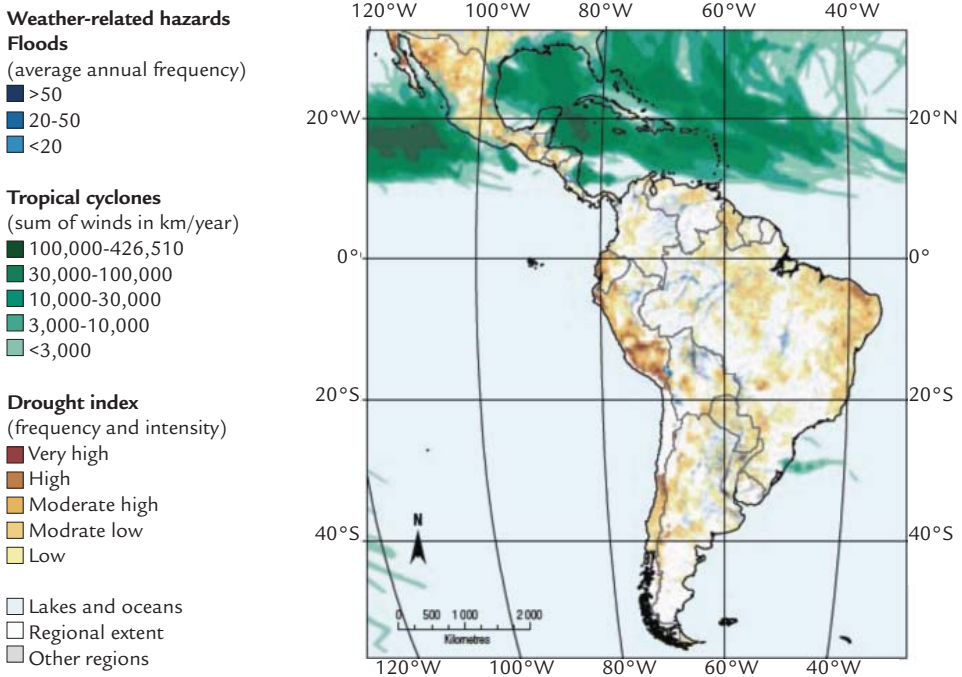 Weather-related hazards
Floods
(average annual frequency)
>50
20-50
<20
Tropical cyclones
(sum of winds in km/year)
100,000-426,510
30,000-100,000
10,000-30,000
3,000-10,000
<3,000
Drought index
(frequency and intensity)
Very high
High
Moderate high
Modrate low
Low
Lakes and oceans
Regional extent
Other regions
120°W 100°W 80°W 60°W 40°W
20°W 20°N
0° 0°
20°S 20°S
40°S 40°S
N
0 500 1 000 2 000
Kilometres
120°W 100°W 80°W 60°W 40°W